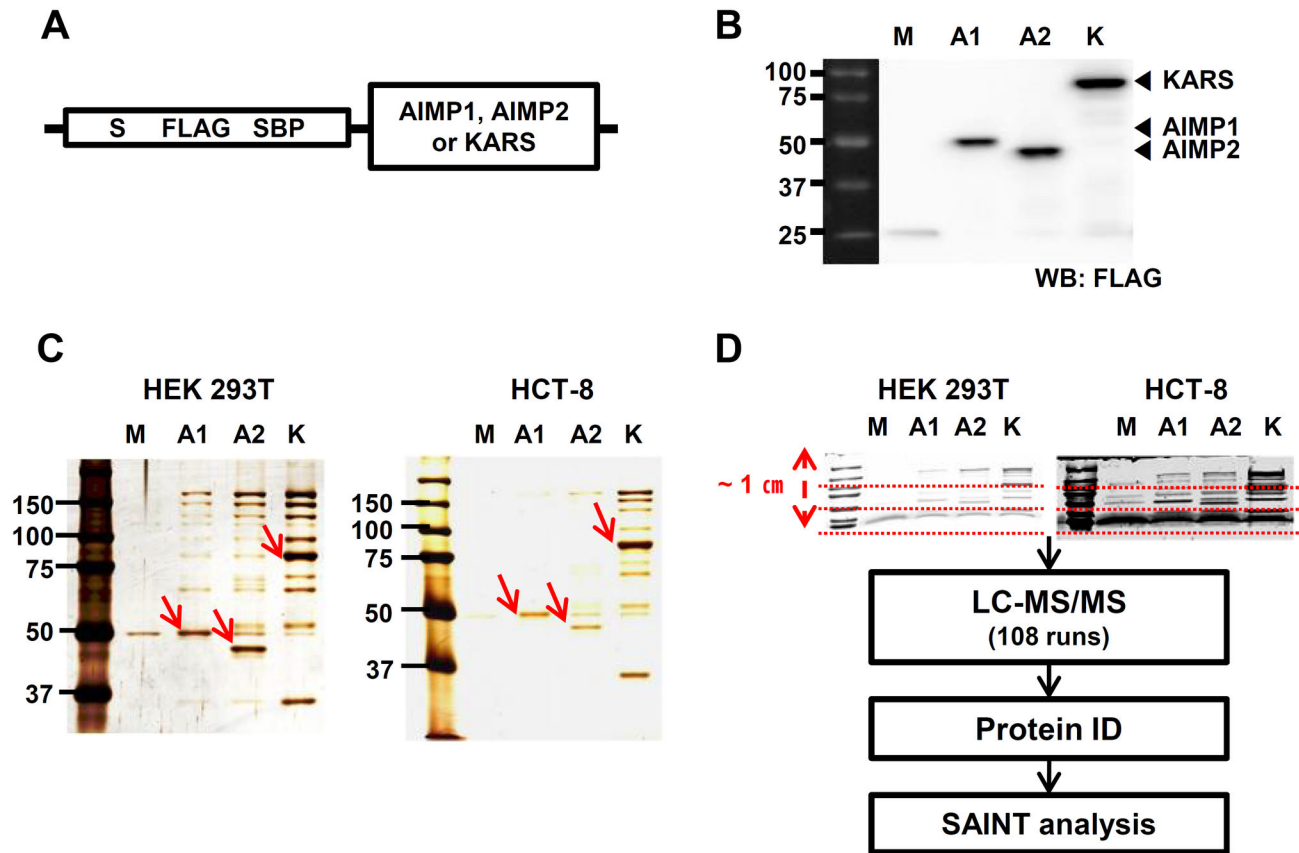 A
S FLAG SBP
AIMP1, AIMP2
or KARS
B
M A1 A2 K
100
75
50
37
25
KARS
AIMP1
AIMP2
WB: FLAG
C
HEK 293T
M A1 A2 K
150
100
75
50
37
HCT-8
M A1 A2 K
150
100
75
50
37
D
HEK 293T
M A1 A2 K
HCT-8
M A1 A2 K
~ 1 cm
LC-MS/MS
(108 runs)
Protein ID
SAINT analysis